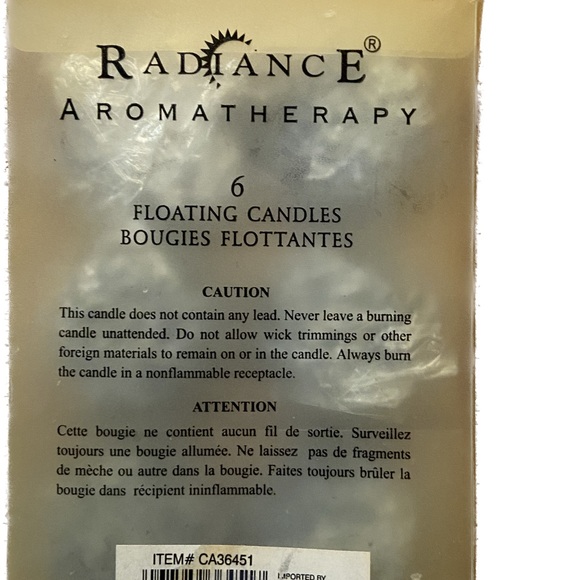 RADIANCE®
AROMATHERAPY
6
FLOATING CANDLES
BOUGIES FLOTTANTES
CAUTION
This candle does not contain any lead. Never leave a burning
candle unattended. Do not allow wick trimmings or other
foreign materials to remain on or in the candle. Always burn
the candle in a nonflammable receptacle.
ATTENTION
Cette bougie ne contient aucun fil de sortie. Surveillez
toujours une bougie allumée. Ne laissez pas de fragments
de mèche ou autre dans la bougie. Faites toujours brûler la
bougie dans récipient ininflammable.
ITEM# CA36451
IMPORTED BY